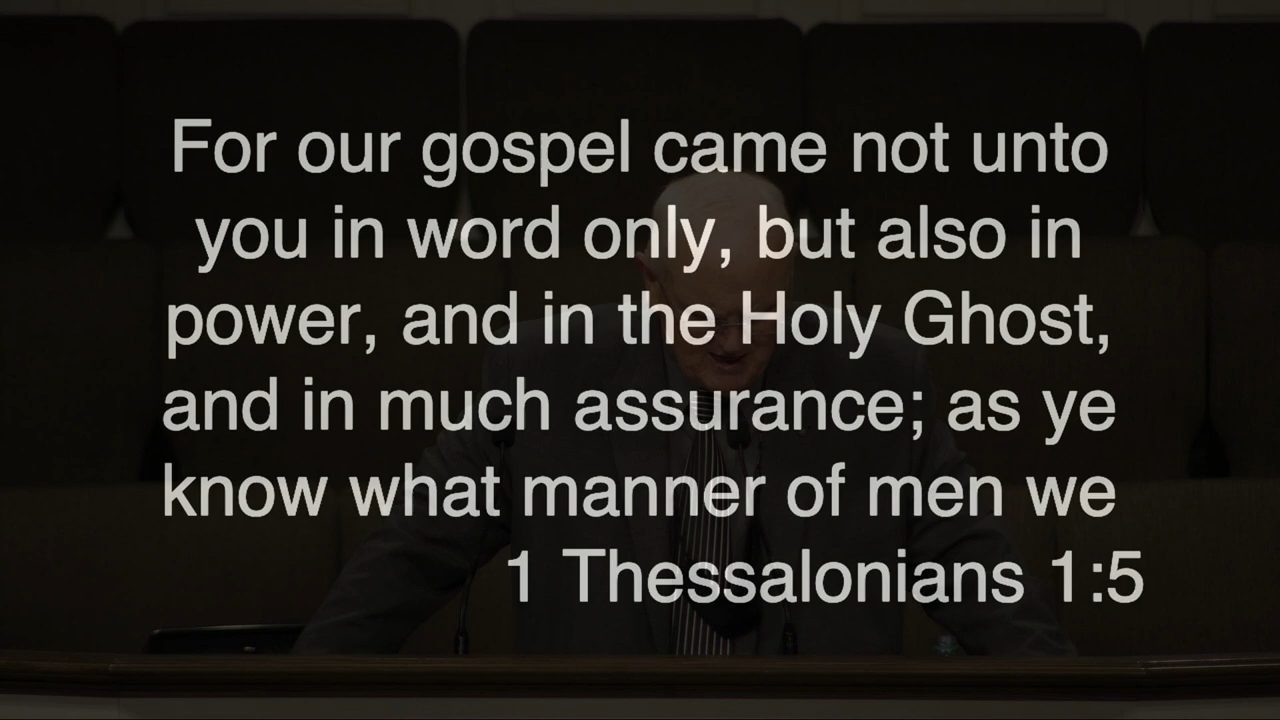 For our gospel came not unto
you in word only, but also in
power, and in the Holy Ghost,
and in much assurance; as ye
know what manner of men we
1 Thessalonians 1:5